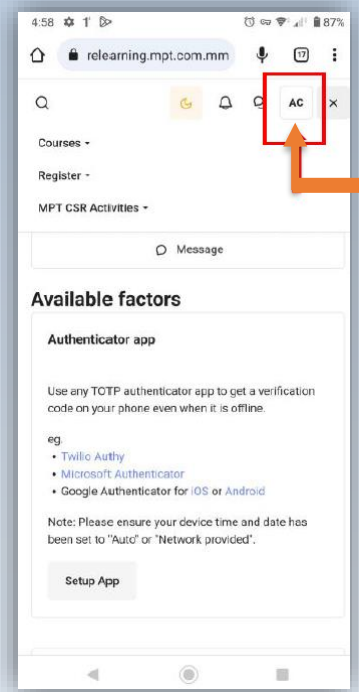 4:58 87%
relearning.mpt.com.mm 17
AC
Courses
Register
MPT CSR Activities
Message
Available factors
Authenticator app
Use any TOTP authenticator app to get a verification
code on your phone even when it is offline.
eg.
• Twilio Authy
• Microsoft Authenticator
• Google Authenticator for iOS or Android
Note: Please ensure your device time and date has
been set to "Auto" or "Network provided".
Setup App